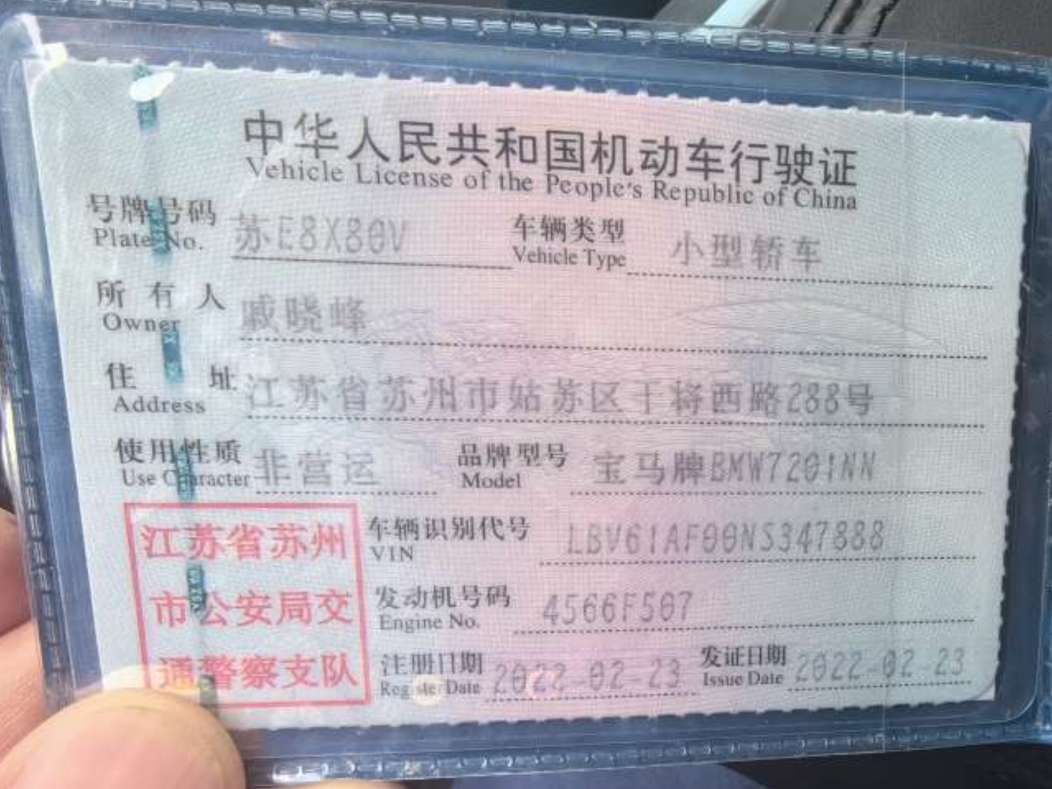 中华人民共和国机动车行驶证
Vehicle License of the People's Republic of China
号牌号码 苏E8X80V 车辆类型 小型轿车
Plate No. Vehicle Type
所有人 戚晓峰
Owner
住址 江苏省苏州市姑苏区干将西路288号
Address
使用性质 非营运 品牌型号 宝马牌BMW7201NN
Use Character Model
江苏省苏州
市公安局交
通警察支队
车辆识别代号 LBV61AF00NS347888
VIN
发动机号码 4566F507
Engine No.
注册日期 2022-02-23 发证日期 2022-02-23
Register Date Issue Date